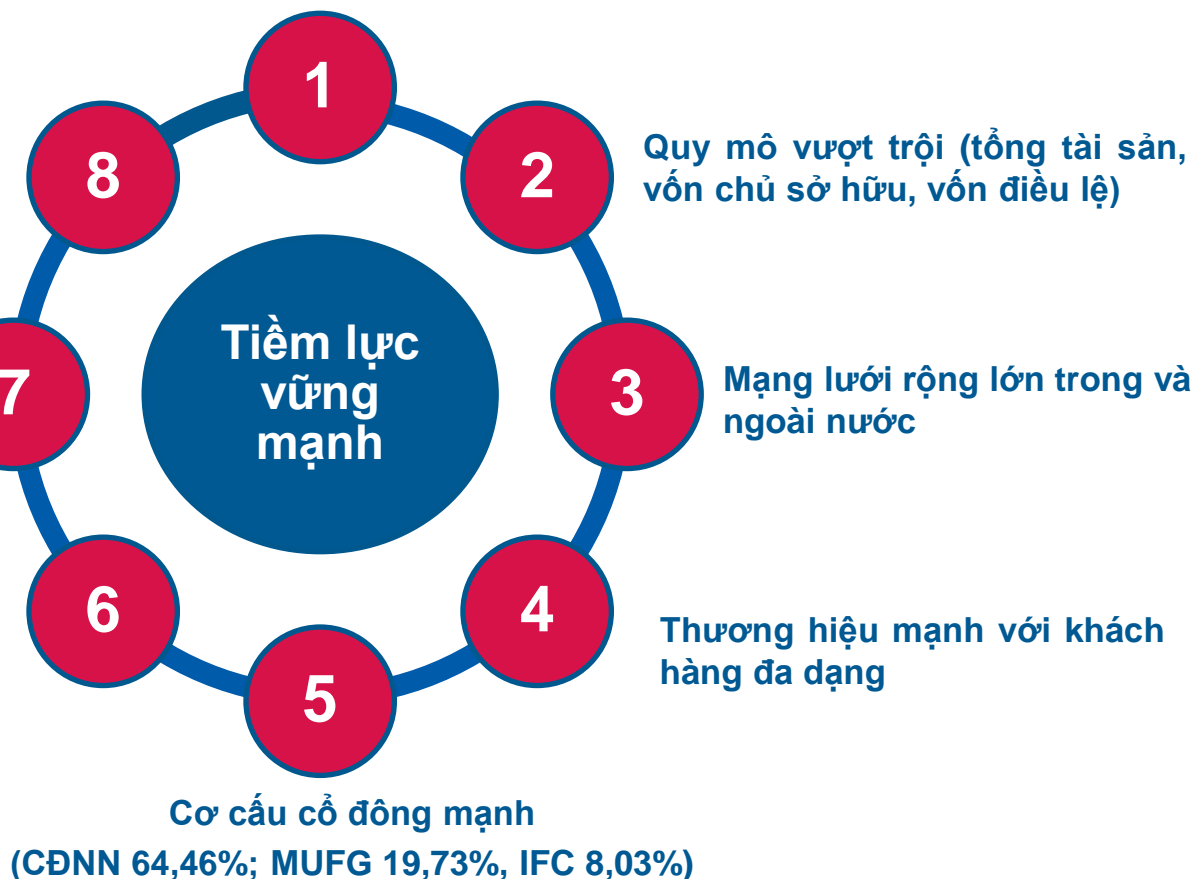 1
2
Quy mô vượt trội (tổng tài sản,
vốn chủ sở hữu, vốn điều lệ)
8
Tiềm lực
vững
mạnh
3
Mạng lưới rộng lớn trong và
ngoài nước
7
4
Thương hiệu mạnh với khách
hàng đa dạng
6
5
Cơ cấu cổ đông mạnh
(CĐNN 64,46%; MUFG 19,73%, IFC 8,03%)